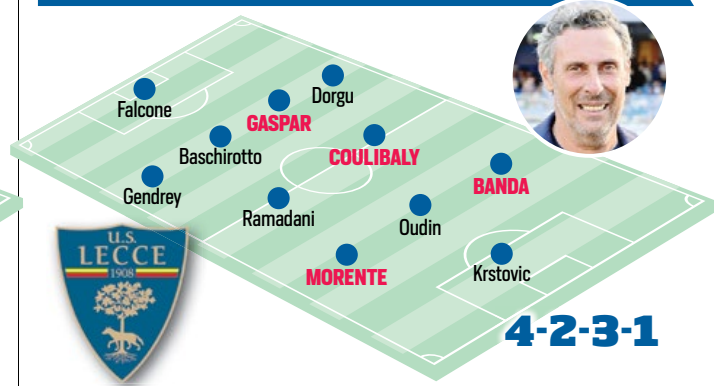 Dorgu
Falcone
GASPAR
Baschirotto
COULIBALY
BANDA
Gendrey
Ramadani
Oudin
MORENTE
Krstovic
U.S.
LECCE
1908
4-2-3-1